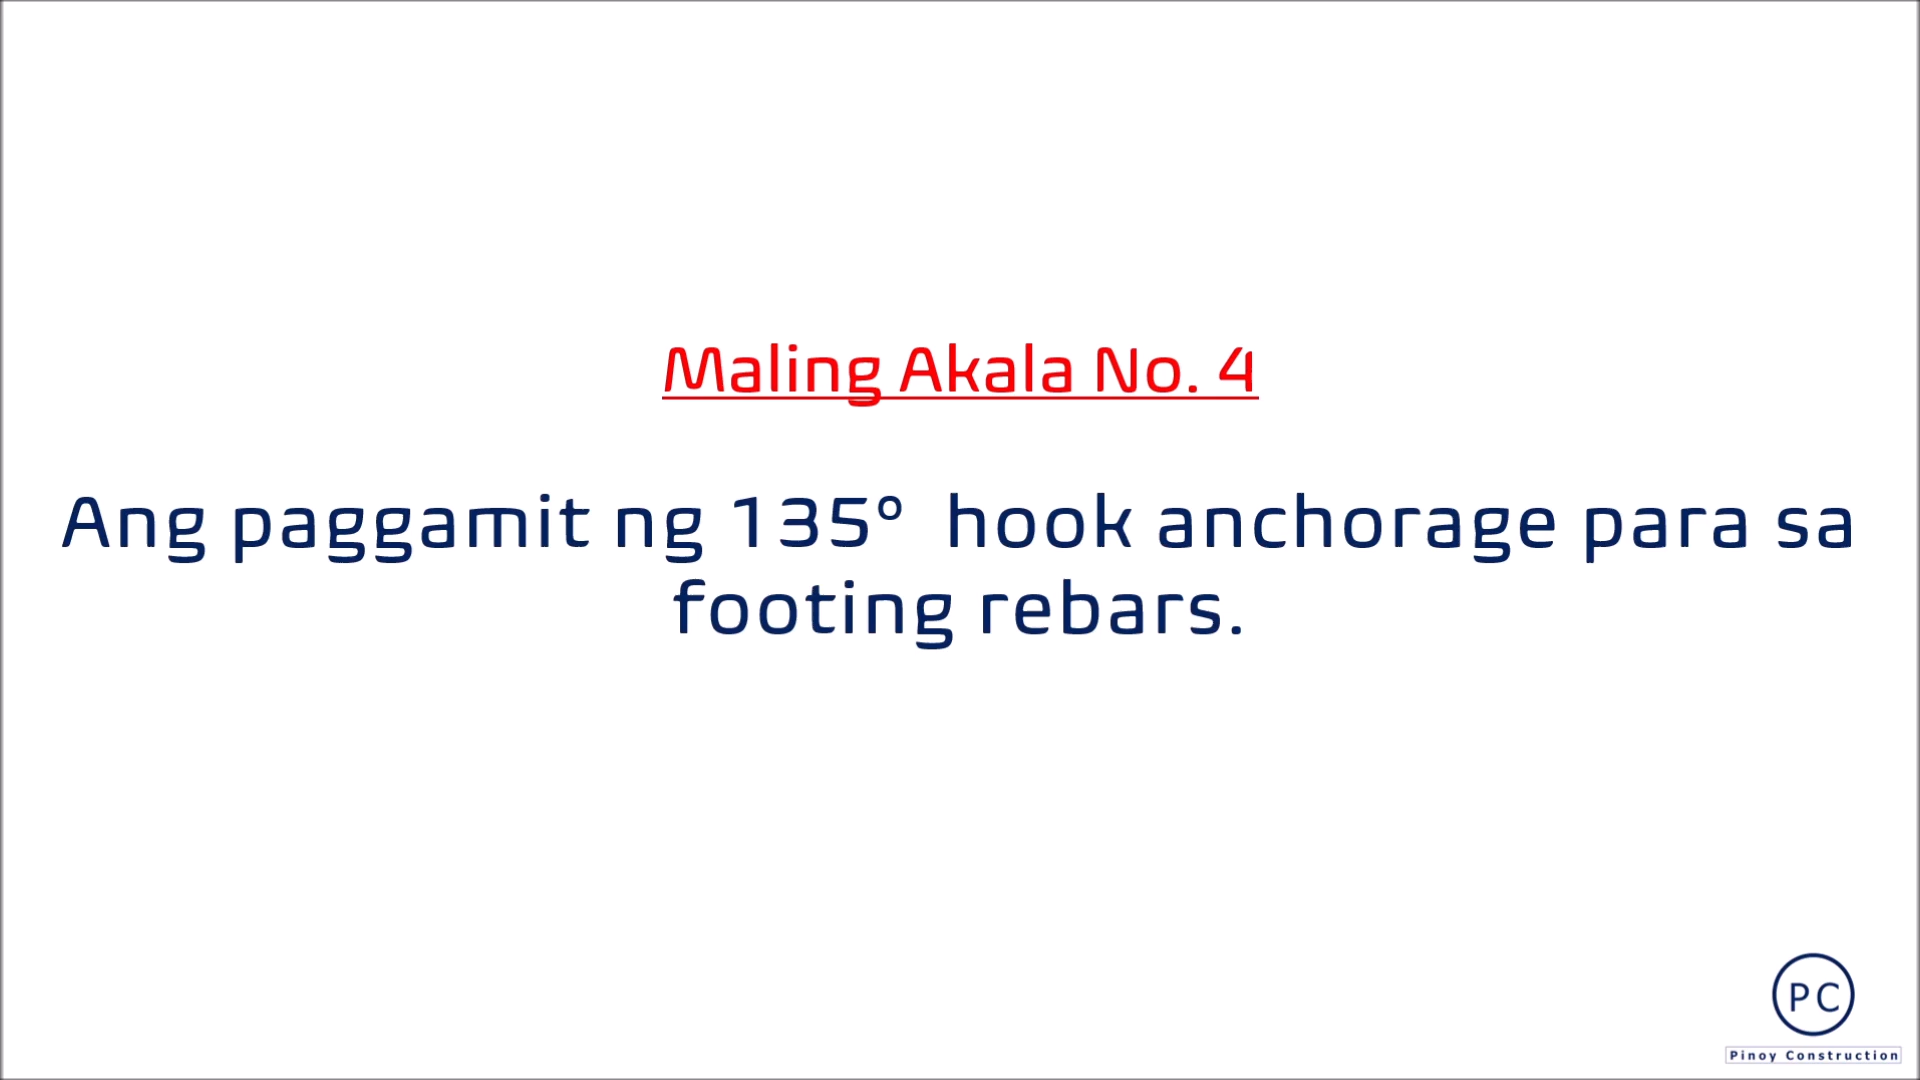 Maling Akala No. 4
Ang paggamit ng 135° hook anchorage para sa
footing rebars.
PC
Pinoy Construction